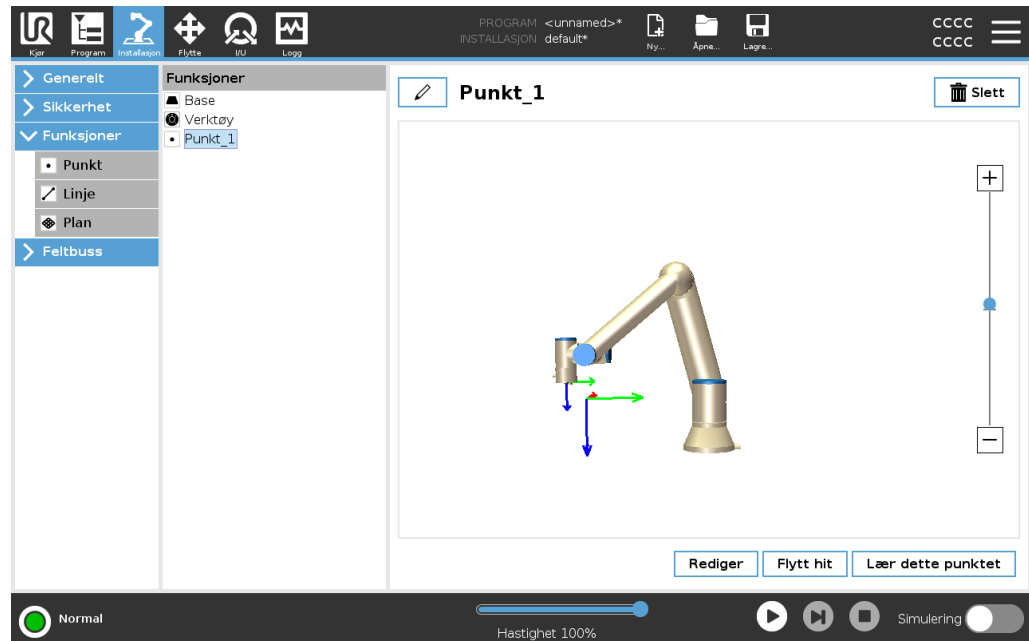 UR
PROGRAM <unnamed>*
INSTALLASJON default*
CCCC
CCCC
Kjør Program Installasjon Flytte I/U Logg
Ny... Åpne... Lagre...
Generelt
Sikkerhet
Funksjoner
Punkt
Linje
Plan
Feltbuss
Funksjoner
Base
Verktøy
Punkt_1
Punkt_1
Slett
+
−
Rediger Flytt hit Lær dette punktet
Normal
Hastighet 100%
Simulering